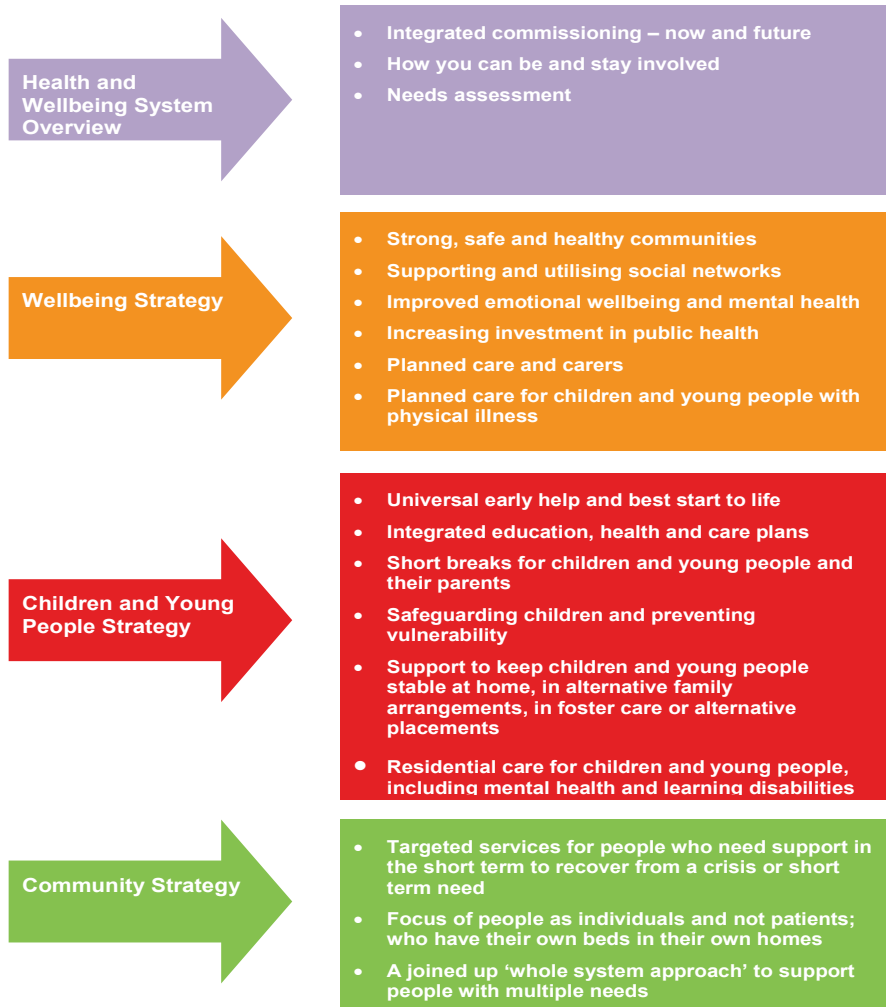 Health and
Wellbeing System
Overview
• Integrated commissioning – now and future
• How you can be and stay involved
• Needs assessment
Wellbeing Strategy
• Strong, safe and healthy communities
• Supporting and utilising social networks
• Improved emotional wellbeing and mental health
• Increasing investment in public health
• Planned care and carers
• Planned care for children and young people with
physical illness
Children and Young
People Strategy
• Universal early help and best start to life
• Integrated education, health and care plans
• Short breaks for children and young people and
their parents
• Safeguarding children and preventing
vulnerability
• Support to keep children and young people
stable at home, in alternative family
arrangements, in foster care or alternative
placements
• Residential care for children and young people,
including mental health and learning disabilities
Community Strategy
• Targeted services for people who need support in
the short term to recover from a crisis or short
term need
• Focus of people as individuals and not patients;
who have their own beds in their own homes
• A joined up ‘whole system approach’ to support
people with multiple needs